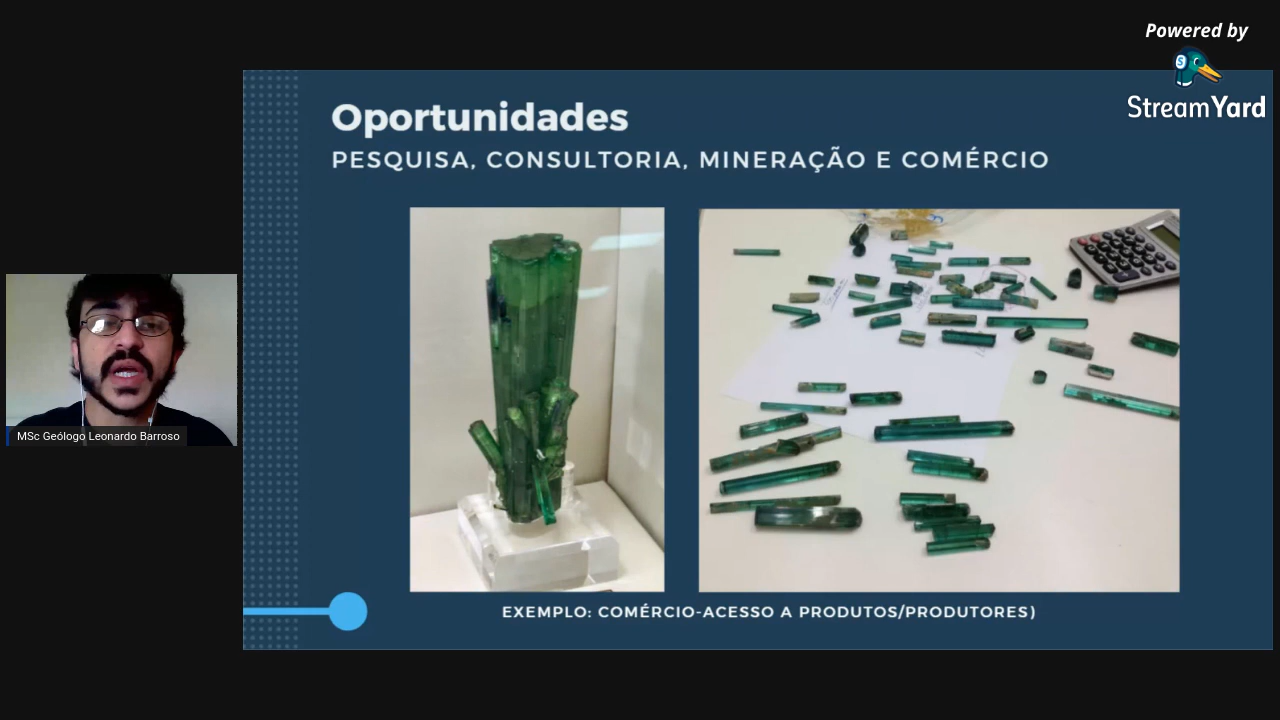 Powered by
StreamYard
Oportunidades
PESQUISA, CONSULTORIA, MINERAÇÃO E COMÉRCIO
MSc Geólogo Leonardo Barroso
EXEMPLO: COMÉRCIO-ACESSO A PRODUTOS/PRODUTORES)